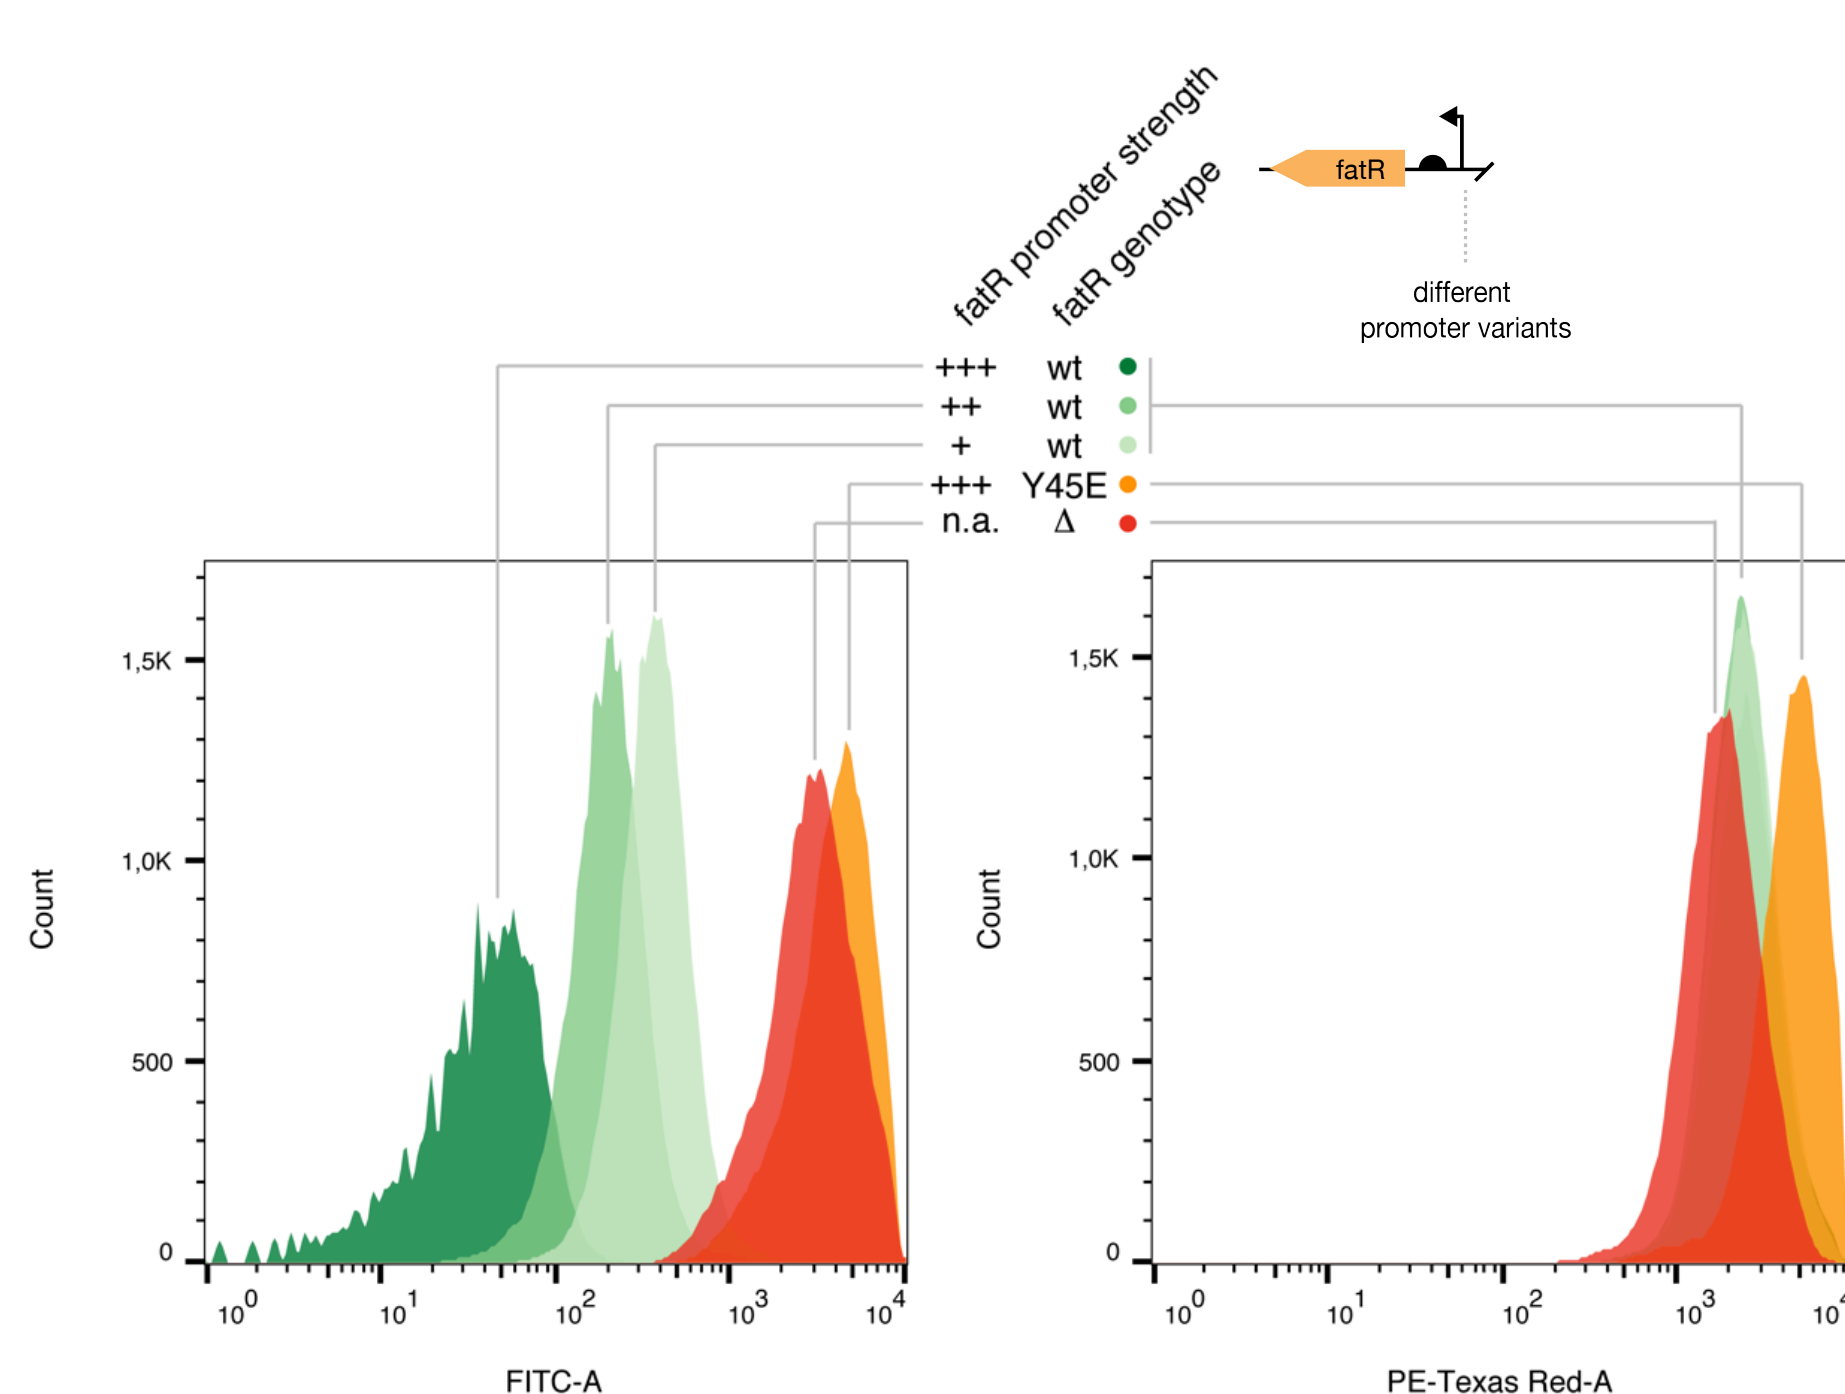 fatR promoter strength
fatR genotype
fatR
different
promoter variants
+++ wt
++ wt
+ wt
+++ Y45E
n.a. Δ
Count
1,5K
1,0K
500
0
10^0 10^1 10^2 10^3 10^4
FITC-A
Count
1,5K
1,0K
500
0
10^0 10^1 10^2 10^3 10^4
PE-Texas Red-A